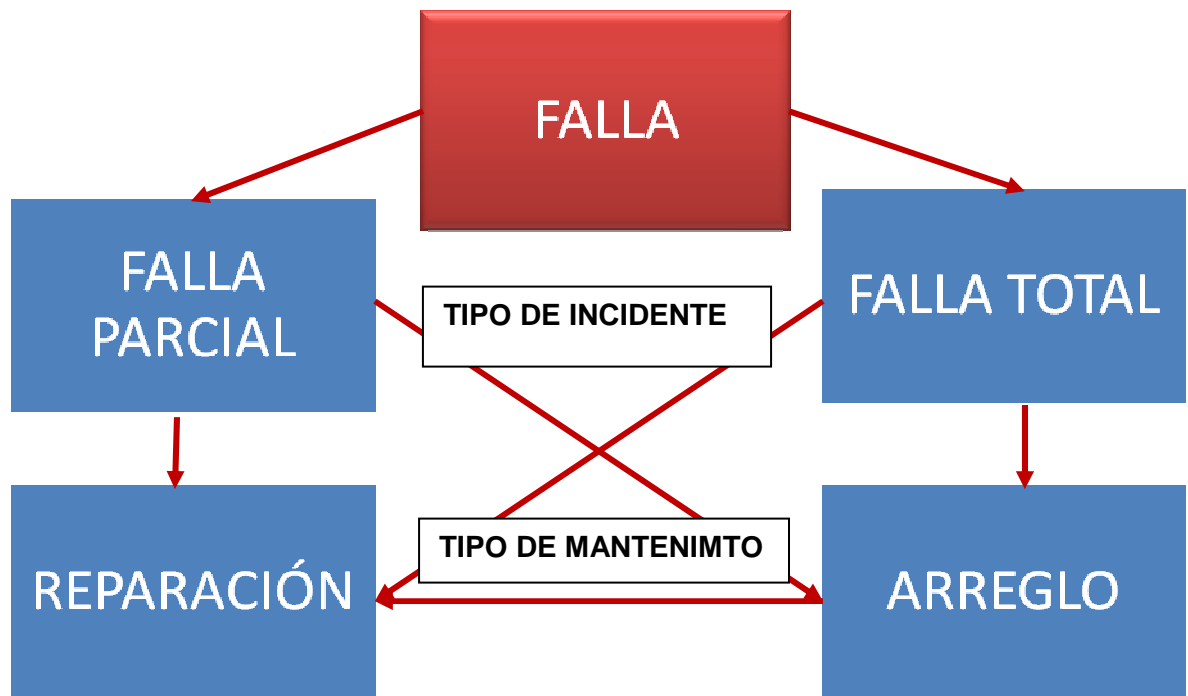 FALLA
FALLA
PARCIAL
FALLA TOTAL
TIPO DE INCIDENTE
TIPO DE MANTENIMTO
REPARACIÓN
ARREGLO